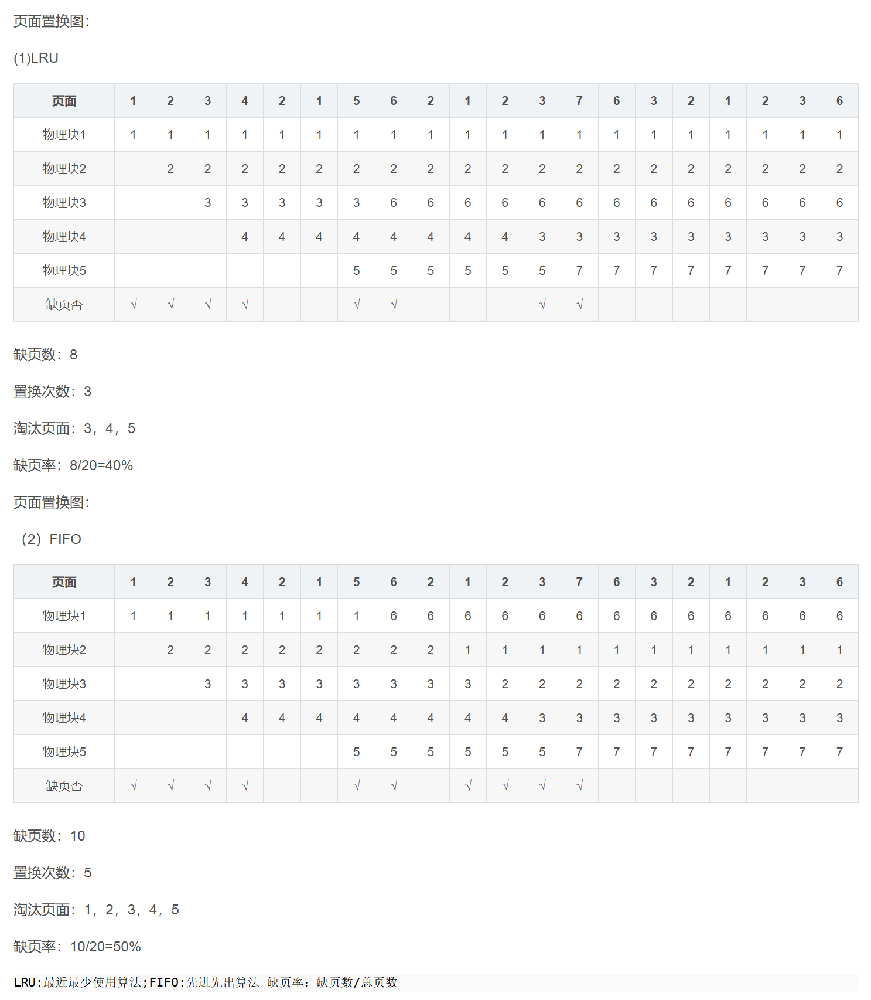 页面置换图：
(1)LRU
页面 1 2 3 4 2 1 5 6 2 1 2 3 7 6 3 2 1 2 3 6
物理块1 1 1 1 1 1 1 1 1 1 1 1 1 1 1 1 1 1 1 1 1
物理块2 2 2 2 2 2 2 2 2 2 2 2 2 2 2 2 2 2 2 2
物理块3 3 3 3 3 3 6 6 6 6 6 6 6 6 6 6 6 6 6
物理块4 4 4 4 4 4 4 4 4 3 3 3 3 3 3 3 3 3
物理块5 5 5 5 5 5 5 7 7 7 7 7 7 7 7
缺页否 √ √ √ √ √ √ √ √
缺页数：8
置换次数：3
淘汰页面：3，4，5
缺页率：8/20=40%
页面置换图：
（2）FIFO
页面 1 2 3 4 2 1 5 6 2 1 2 3 7 6 3 2 1 2 3 6
物理块1 1 1 1 1 1 1 1 6 6 6 6 6 6 6 6 6 6 6 6 6
物理块2 2 2 2 2 2 2 2 2 1 1 1 1 1 1 1 1 1 1 1
物理块3 3 3 3 3 3 3 3 3 2 2 2 2 2 2 2 2 2 2
物理块4 4 4 4 4 4 4 4 4 3 3 3 3 3 3 3 3 3
物理块5 5 5 5 5 5 5 7 7 7 7 7 7 7 7
缺页否 √ √ √ √ √ √ √ √ √ √
缺页数：10
置换次数：5
淘汰页面：1，2，3，4，5
缺页率：10/20=50%
LRU:最近最少使用算法;FIFO:先进先出算法 缺页率：缺页数/总页数